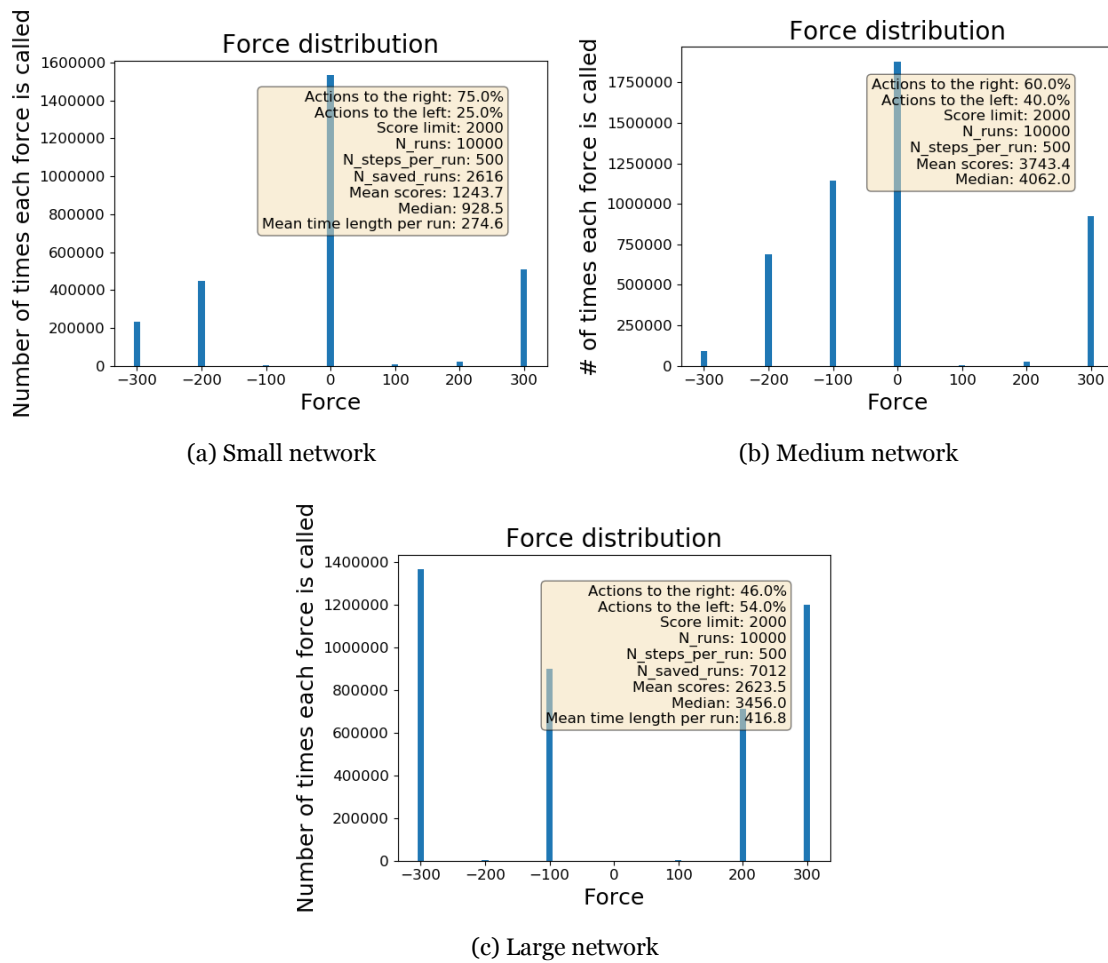 Force distribution
Number of times each force is called
1600000
1400000
1200000
1000000
800000
600000
400000
200000
0
Actions to the right: 75.0%
Actions to the left: 25.0%
Score limit: 2000
N_runs: 10000
N_steps_per_run: 500
N_saved_runs: 2616
Mean scores: 1243.7
Median: 928.5
Mean time length per run: 274.6
−300 −200 −100 0 100 200 300
Force
(a) Small network
Force distribution
# of times each force is called
1750000
1500000
1250000
1000000
750000
500000
250000
0
Actions to the right: 60.0%
Actions to the left: 40.0%
Score limit: 2000
N_runs: 10000
N_steps_per_run: 500
Mean scores: 3743.4
Median: 4062.0
−300 −200 −100 0 100 200 300
Force
(b) Medium network
Force distribution
Number of times each force is called
1400000
1200000
1000000
800000
600000
400000
200000
0
Actions to the right: 46.0%
Actions to the left: 54.0%
Score limit: 2000
N_runs: 10000
N_steps_per_run: 500
N_saved_runs: 7012
Mean scores: 2623.5
Median: 3456.0
Mean time length per run: 416.8
−300 −200 −100 0 100 200 300
Force
(c) Large network